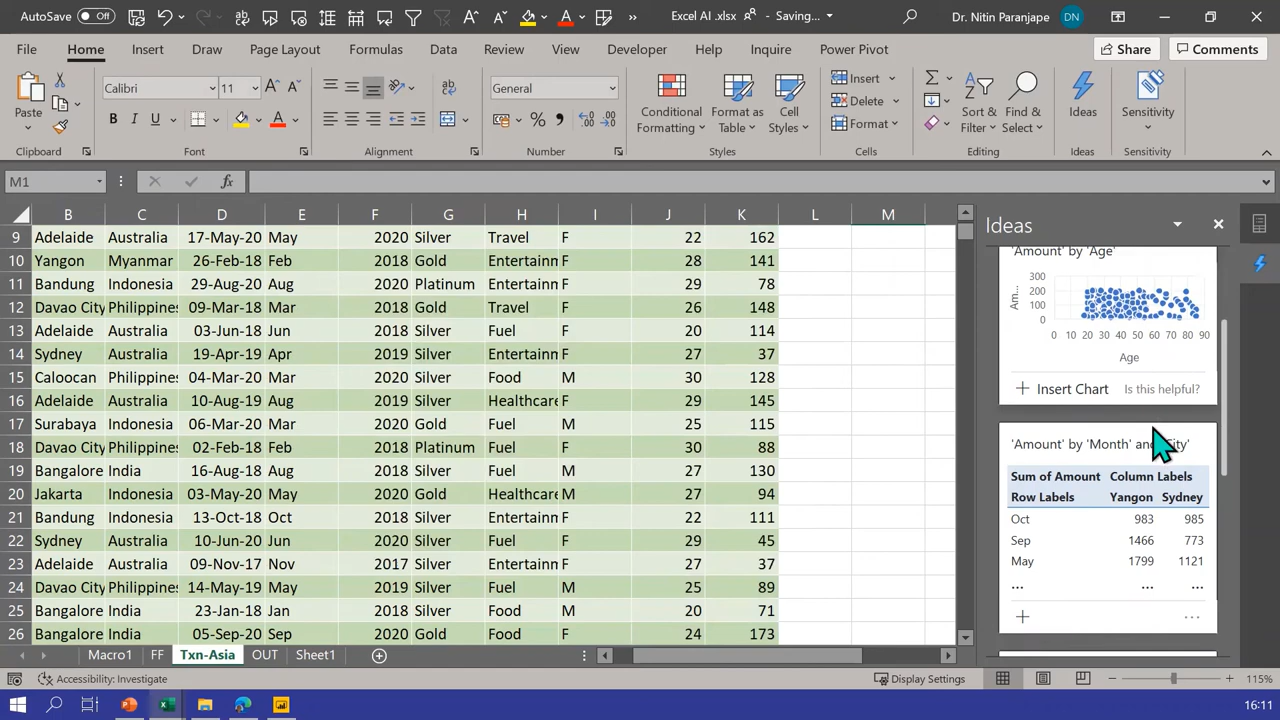 AutoSave Off Excel AI .xlsx - Saving... Dr. Nitin Paranjape DN
File Home Insert Draw Page Layout Formulas Data Review View Developer Help Inquire Power Pivot Share Comments
Calibri 11 General Insert
Paste Conditional Format as Cell Delete Sort & Find & Ideas Sensitivity
Formatting Table Styles Format Filter Select
Clipboard Font Alignment Number Styles Cells Editing Ideas Sensitivity
M1 fx
B C D E F G H I J K L M
9 Adelaide Australia 17-May-20 May 2020 Silver Travel F 22 162
10 Yangon Myanmar 26-Feb-18 Feb 2018 Gold Entertainm F 28 141
11 Bandung Indonesia 29-Aug-20 Aug 2020 Platinum Entertainm F 29 78
12 Davao City Philippines 09-Mar-18 Mar 2018 Gold Travel F 26 148
13 Adelaide Australia 03-Jun-18 Jun 2018 Silver Fuel F 20 114
14 Sydney Australia 19-Apr-19 Apr 2019 Silver Entertainm F 27 37
15 Caloocan Philippines 04-Mar-20 Mar 2020 Silver Food M 30 128
16 Adelaide Australia 10-Aug-19 Aug 2019 Silver Healthcare F 29 145
17 Surabaya Indonesia 06-Mar-20 Mar 2020 Silver Fuel M 27 115
18 Davao City Philippines 02-Feb-18 Feb 2018 Platinum Fuel M 30 88
19 Bangalore India 16-Aug-18 Aug 2018 Silver Fuel M 27 130
20 Jakarta Indonesia 03-May-20 May 2020 Gold Healthcare M 27 94
21 Bandung Indonesia 13-Oct-18 Oct 2018 Silver Entertainm F 22 111
22 Sydney Australia 10-Jun-20 Jun 2020 Silver Fuel F 29 45
23 Adelaide Australia 09-Nov-17 Nov 2017 Silver Entertainm F 27 37
24 Davao City Philippines 14-May-19 May 2019 Silver Fuel M 25 89
25 Bangalore India 23-Jan-18 Jan 2018 Silver Food M 20 71
26 Bangalore India 05-Sep-20 Sep 2020 Gold Food F 24 173
Ideas
'Amount' by 'Age'
300
200
100
0
Am...
0 10 20 30 40 50 60 70 80 90
Age
Insert Chart Is this helpful?
'Amount' by 'Month' and 'City'
Sum of Amount Column Labels
Row Labels Yangon Sydney
Oct 983 985
Sep 1466 773
May 1799 1121
... ... ...
Macro1 FF Txn-Asia OUT Sheet1
Accessibility: Investigate Display Settings 115%
16:11